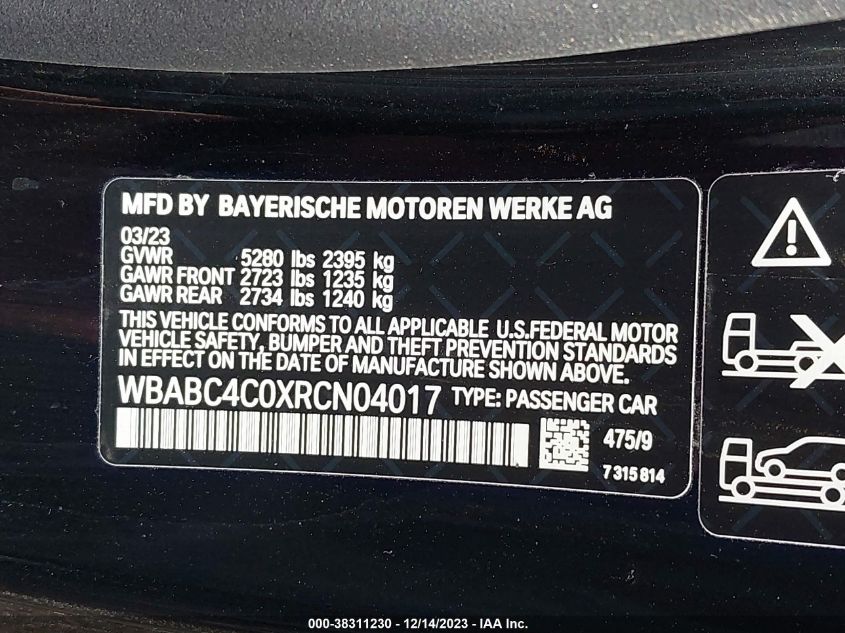 MFD BY BAYERISCHE MOTOREN WERKE AG
03/23
GVWR 5280 lbs 2395 kg
GAWR FRONT 2723 lbs 1235 kg
GAWR REAR 2734 lbs 1240 kg
THIS VEHICLE CONFORMS TO ALL APPLICABLE U.S.FEDERAL MOTOR
VEHICLE SAFETY, BUMPER AND THEFT PREVENTION STANDARDS
IN EFFECT ON THE DATE OF MANUFACTURE SHOWN ABOVE.
WBABC4C0XRCN04017 TYPE: PASSENGER CAR
475/9
7 315 814
000-38311230 - 12/14/2023 - IAA Inc.